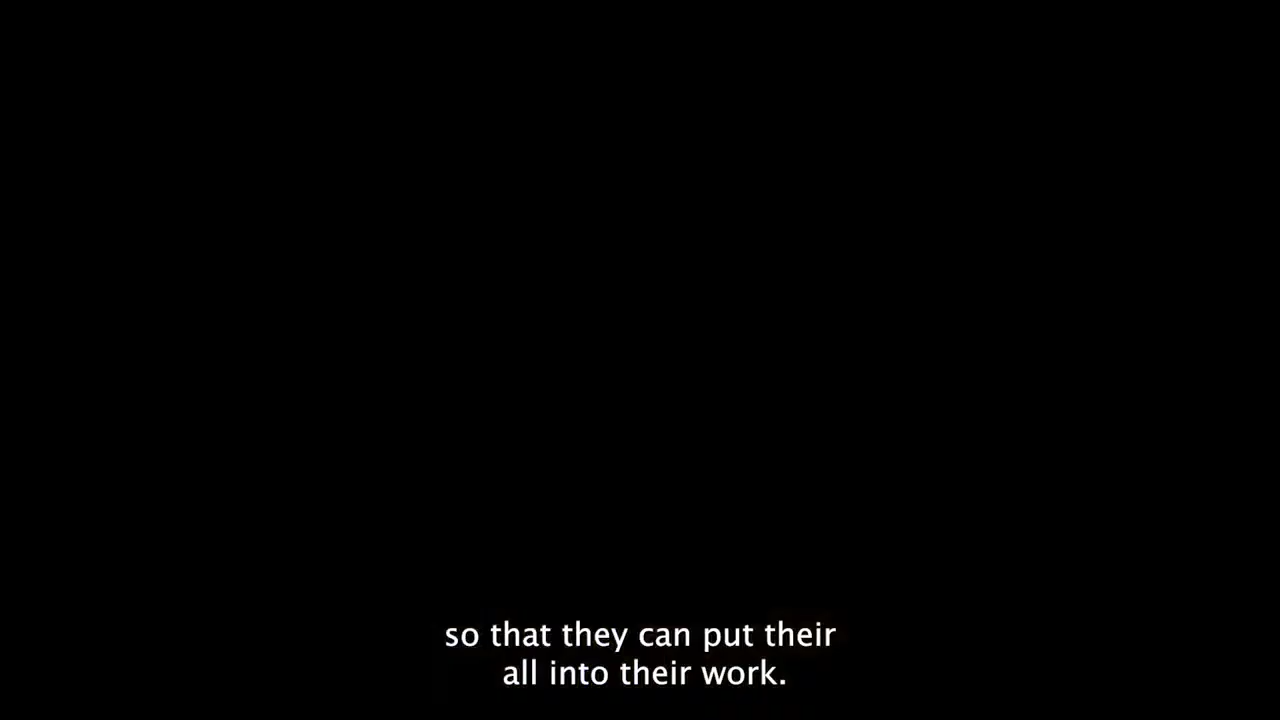 so that they can put their
all into their work.